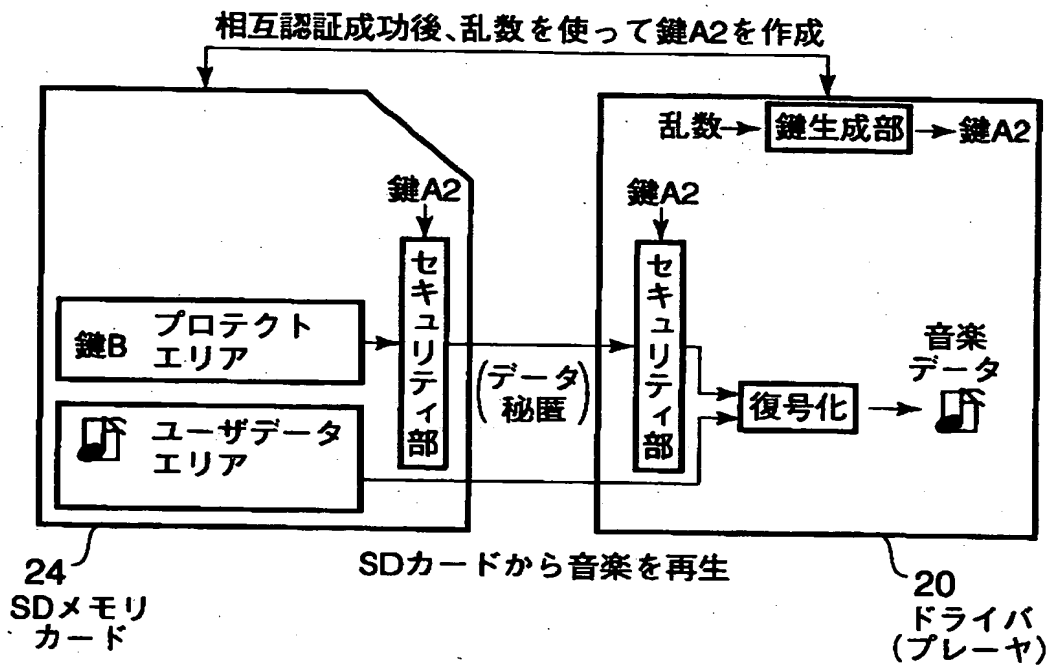 相互認証成功後、乱数を使って鍵A2を作成
乱数
鍵生成部
鍵A2
鍵A2
セキュリティ部
鍵A2
セキュリティ部
鍵B
プロテクト
エリア
ユーザデータ
エリア
(データ
秘匿)
復号化
音楽
データ
SDカードから音楽を再生
24
SDメモリ
カード
20
ドライバ
(プレーヤ)